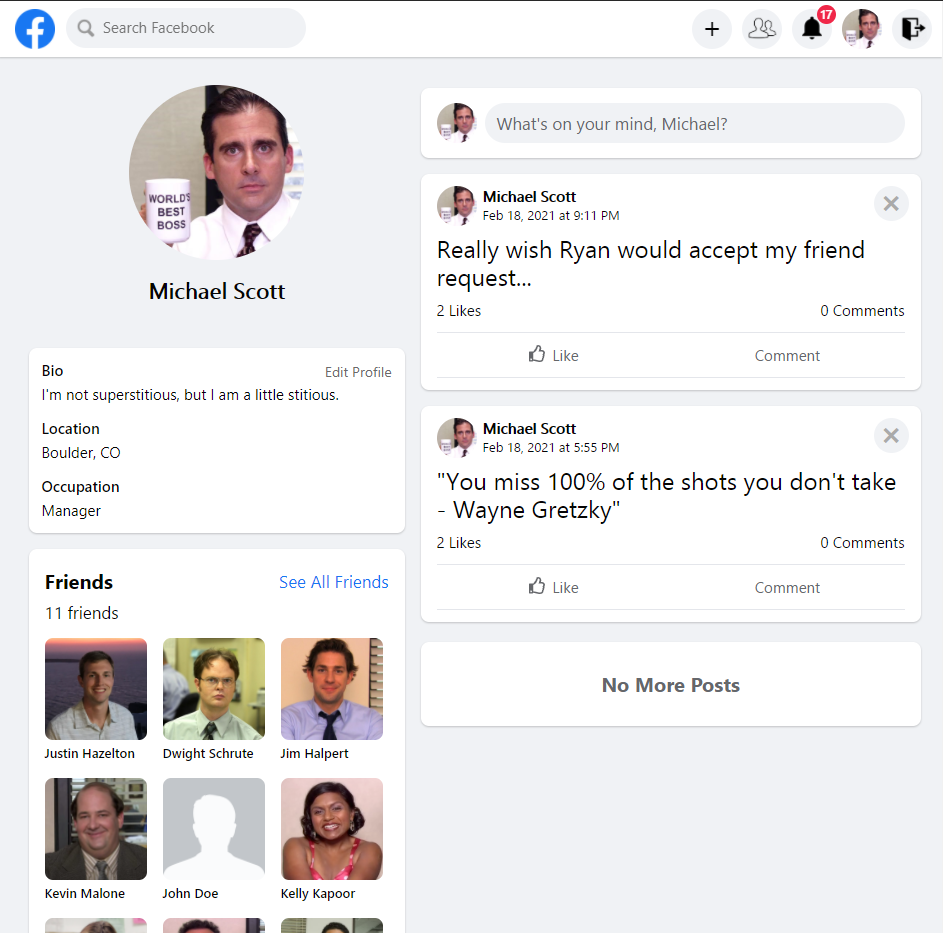 Search Facebook
17
WORLD'S
BEST
BOSS
Michael Scott
Bio
Edit Profile
I'm not superstitious, but I am a little stitious.
Location
Boulder, CO
Occupation
Manager
Friends
See All Friends
11 friends
Justin Hazelton
Dwight Schrute
Jim Halpert
Kevin Malone
John Doe
Kelly Kapoor
What's on your mind, Michael?
Michael Scott
Feb 18, 2021 at 9:11 PM
Really wish Ryan would accept my friend
request...
2 Likes
0 Comments
Like
Comment
Michael Scott
Feb 18, 2021 at 5:55 PM
"You miss 100% of the shots you don't take
- Wayne Gretzky"
2 Likes
0 Comments
Like
Comment
No More Posts